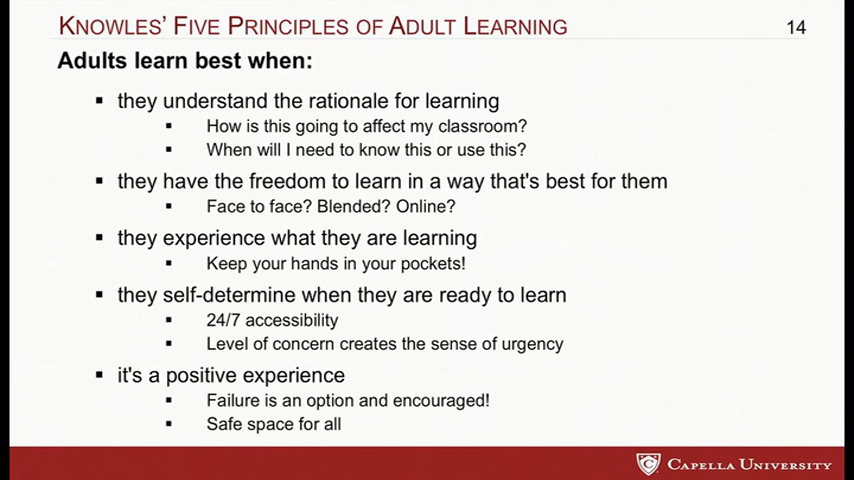 KNOWLES' FIVE PRINCIPLES OF ADULT LEARNING
14
Adults learn best when:
▪ they understand the rationale for learning
▪ How is this going to affect my classroom?
▪ When will I need to know this or use this?
▪ they have the freedom to learn in a way that's best for them
▪ Face to face? Blended? Online?
▪ they experience what they are learning
▪ Keep your hands in your pockets!
▪ they self-determine when they are ready to learn
▪ 24/7 accessibility
▪ Level of concern creates the sense of urgency
▪ it's a positive experience
▪ Failure is an option and encouraged!
▪ Safe space for all
CAPELLA UNIVERSITY